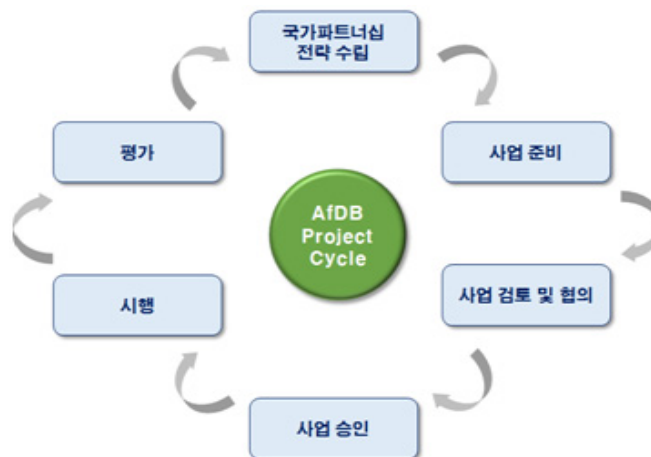 국가파트너십
전략 수립
사업 준비
사업 검토 및 협의
사업 승인
시행
평가
AfDB
Project
Cycle